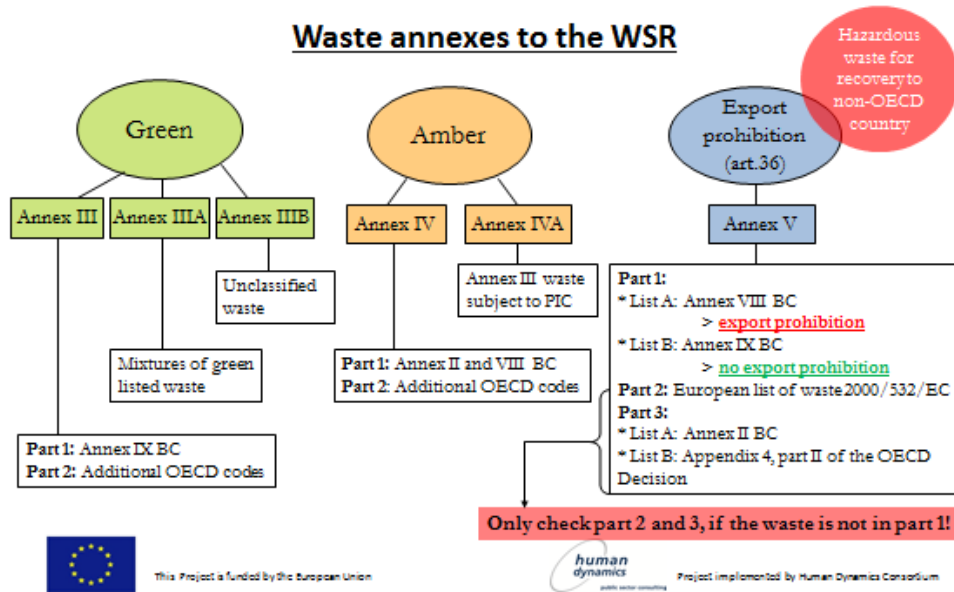 Waste annexes to the WSR
Hazardous
waste for
recovery to
non-OECD
country
Green
Amber
Export
prohibition
(art.36)
Annex III
Annex IIIA
Annex IIIB
Annex IV
Annex IVA
Annex V
Unclassified
waste
Annex III waste
subject to PIC
Mixtures of green
listed waste
Part 1: Annex II and VIII BC
Part 2: Additional OECD codes
Part 1: Annex IX BC
Part 2: Additional OECD codes
Part 1:
* List A: Annex VIII BC
> export prohibition
* List B: Annex IX BC
> no export prohibition
Part 2: European list of waste 2000/532/EC
Part 3:
* List A: Annex II BC
* List B: Appendix 4, part II of the OECD
Decision
Only check part 2 and 3, if the waste is not in part 1!
This Project is funded by the European Union
human
dynamics
public sector consulting
Project implemented by Human Dynamics Consortium